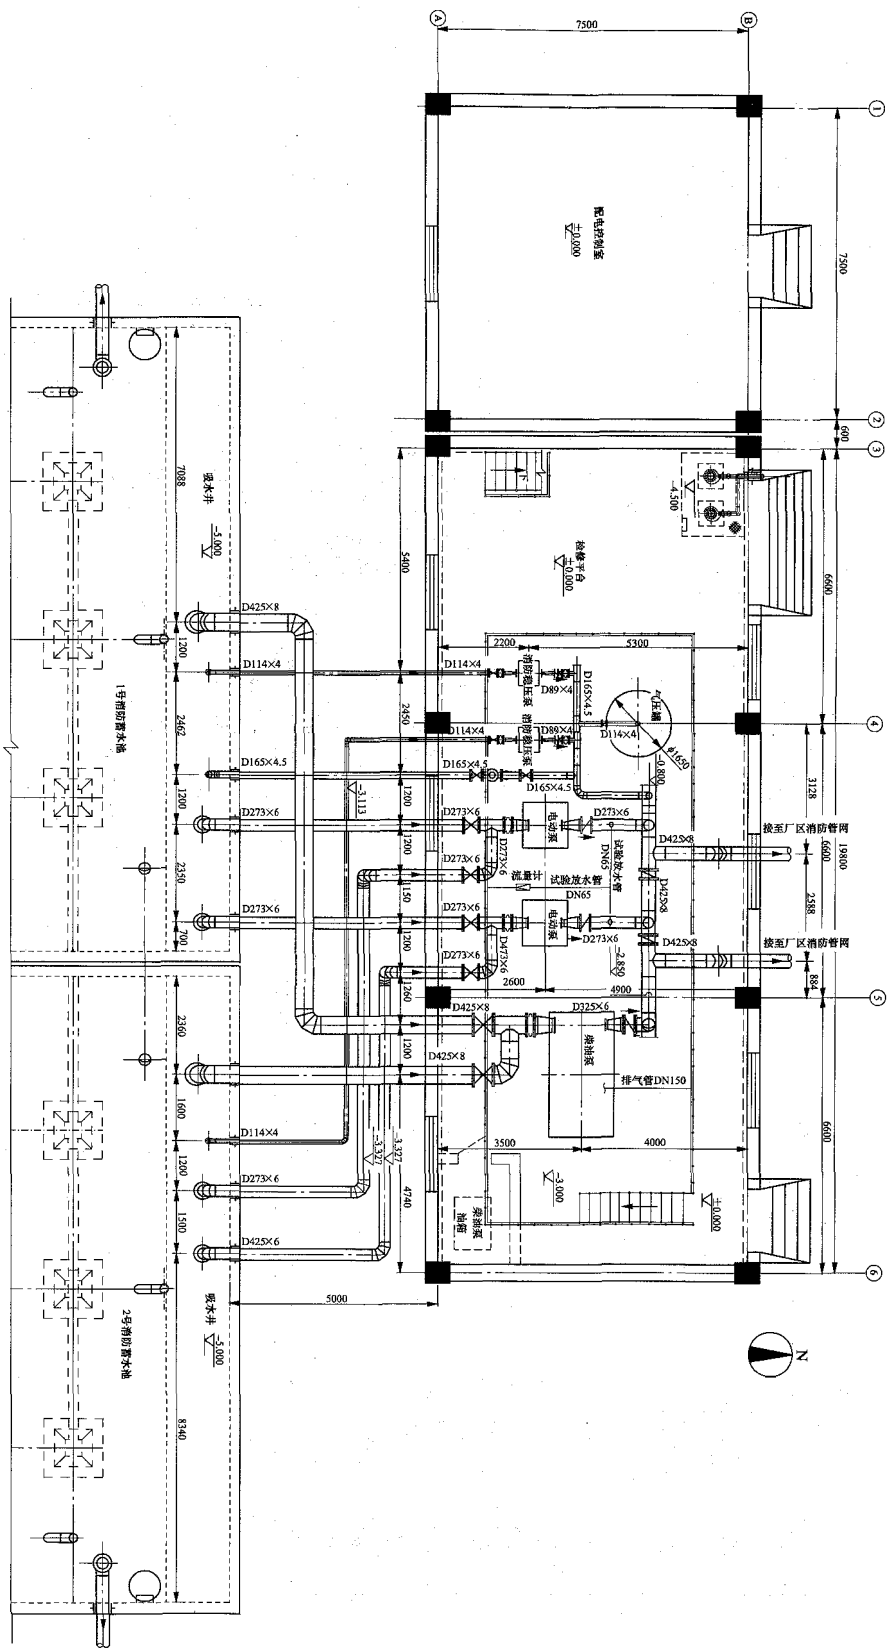 A
B
7500
1
2
3
4
5
6
7500
600
6600
19800
6600
6600
配电控制室
±0.000
下
-4.500
检修平台
±0.000
5400
2200
5300
D114×4
D114×4
消防稳压泵
D89×4
D165×4.5
气压罐
φ1650
D114×4
2450
D114×4
消防稳压泵
D89×4
-0.800
3128
D165×4.5
D165×4.5
D165×4.5
-3.113
1200
D273×6
电动泵
D273×6
D425×8
接至厂区消防管网
1200
D273×6
D273×6
试验放水管
DN65
流量计
试验放水管
DN65
D425×8
2588
1150
D273×6
电动泵
D273×6
D425×8
接至厂区消防管网
1200
D273×6
D473×6
-2.850
884
1260
2600
4900
D425×8
D325×6
1200
D425×8
柴油泵
排气管DN150
3500
4000
-3.327
-3.327
4740
-3.000
±0.000
柴油泵
油箱
5000
N
7088
吸水井
-5.000
D425×8
1200
D114×4
2462
1号消防蓄水池
D165×4.5
1200
D273×6
2350
D273×6
700
2360
1600
D114×4
1200
D273×6
1500
D425×6
吸水井
-5.000
2号消防蓄水池
8340